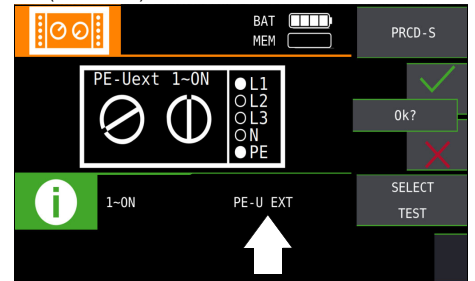 BAT
MEM
PRCD-S
PE-Uext 1~ON
L1
L2
L3
N
PE
Ok?
i
1~ON
PE-U EXT
SELECT
TEST